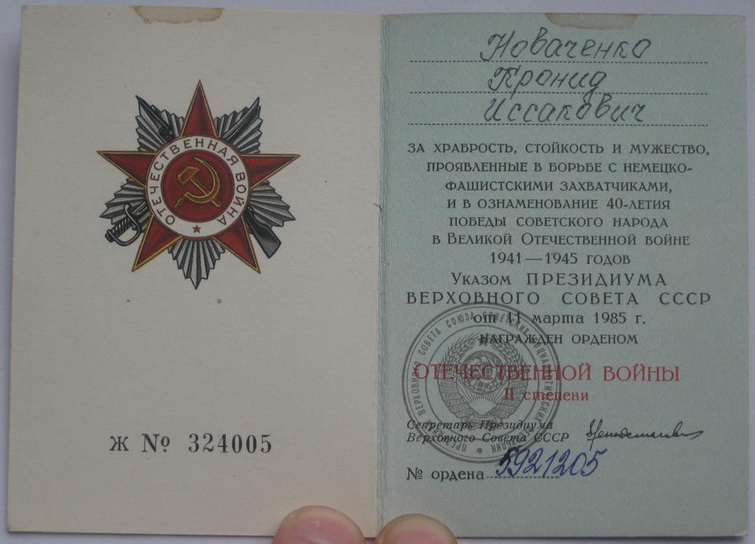 ОТЕЧЕСТВЕННАЯ ВОЙНА
Ж № 324005
Новаченко
Кронид
Иссакович
ЗА ХРАБРОСТЬ, СТОЙКОСТЬ И МУЖЕСТВО,
ПРОЯВЛЕННЫЕ В БОРЬБЕ С НЕМЕЦКО-
ФАШИСТСКИМИ ЗАХВАТЧИКАМИ,
И В ОЗНАМЕНОВАНИЕ 40-ЛЕТИЯ
ПОБЕДЫ СОВЕТСКОГО НАРОДА
В ВЕЛИКОЙ ОТЕЧЕСТВЕННОЙ ВОЙНЕ
1941—1945 ГОДОВ
УКАЗОМ ПРЕЗИДИУМА
ВЕРХОВНОГО СОВЕТА СССР
от 11 марта 1985 г.
НАГРАЖДЕН ОРДЕНОМ
ОТЕЧЕСТВЕННОЙ ВОЙНЫ
II степени
Секретарь Президиума
Верховного Совета СССР
№ ордена 5921205